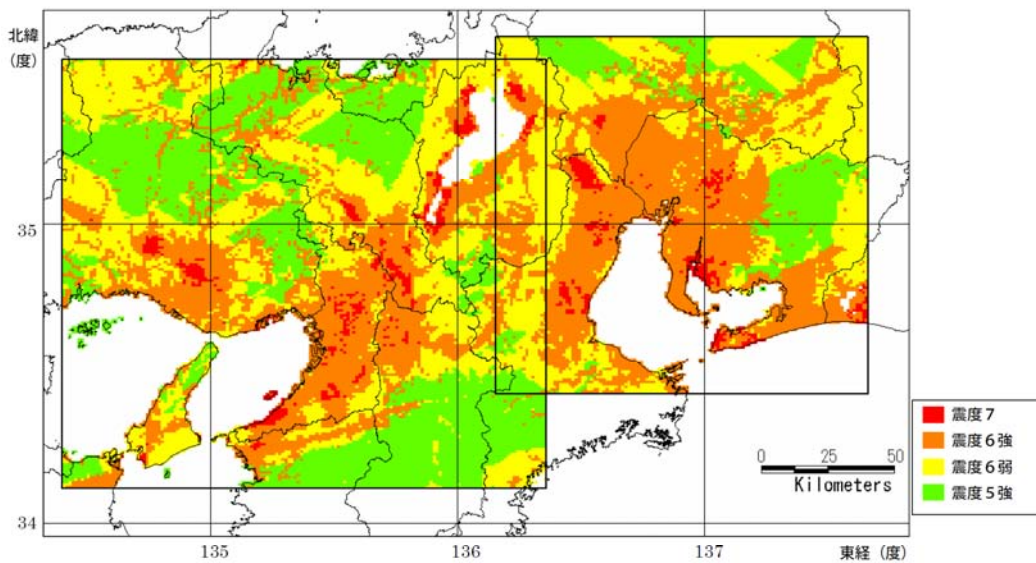 北緯
(度)
35
34
135
136
137
東経(度)
0 25 50
Kilometers
震度7
震度6強
震度6弱
震度5強